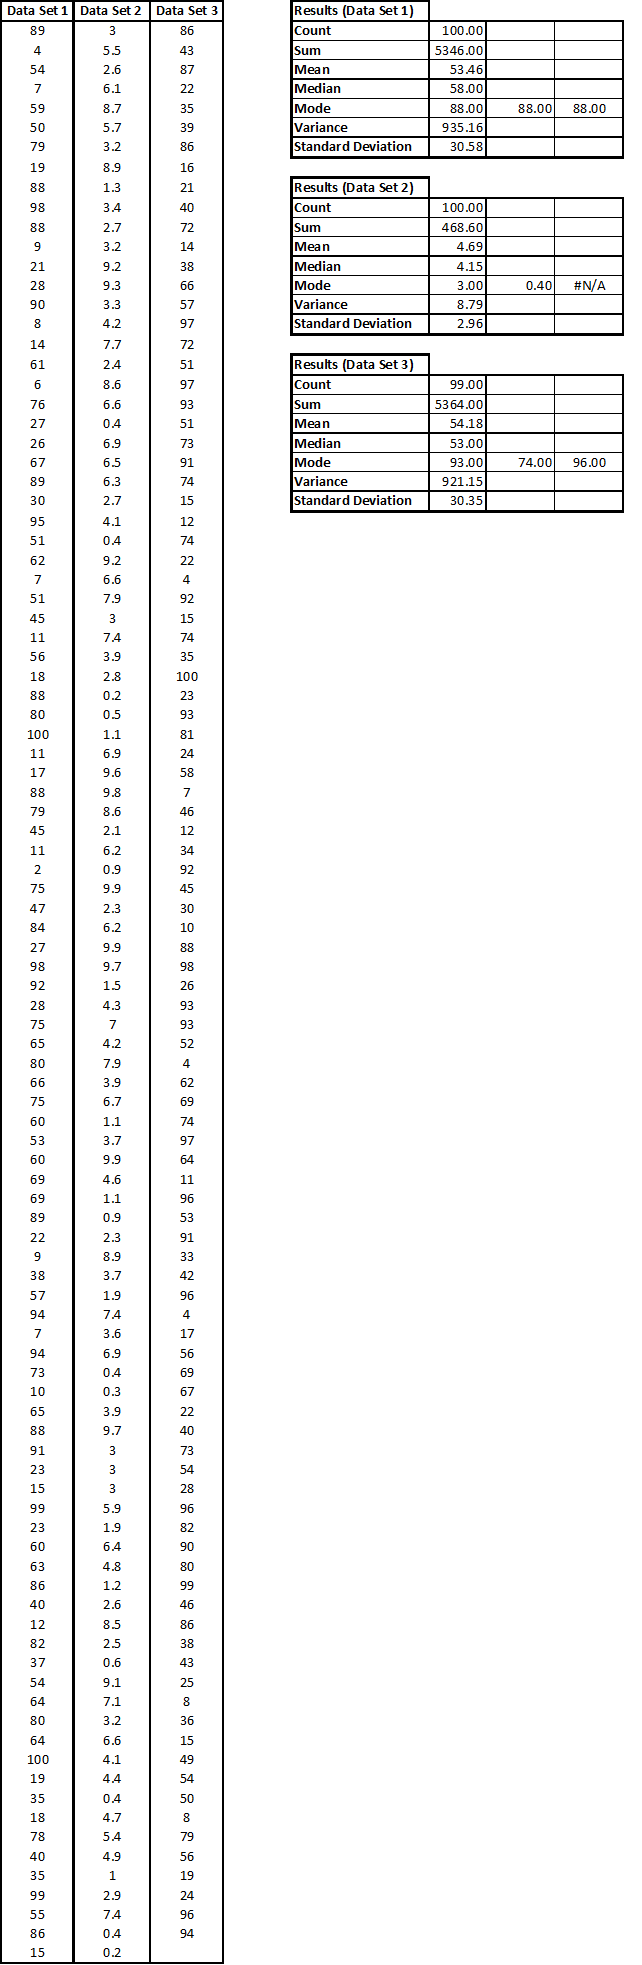 Data Set 1 Data Set 2 Data Set 3
89 3 86
4 5.5 43
54 2.6 87
7 6.1 22
59 8.7 35
50 5.7 39
79 3.2 86
19 8.9 16
88 1.3 21
98 3.4 40
88 2.7 72
9 3.2 14
21 9.2 38
28 9.3 66
90 3.3 57
8 4.2 97
14 7.7 72
61 2.4 51
6 8.6 97
76 6.6 93
27 0.4 51
26 6.9 73
67 6.5 91
89 6.3 74
30 2.7 15
95 4.1 12
51 0.4 74
62 9.2 22
7 6.6 4
51 7.9 92
45 3 15
11 7.4 74
56 3.9 35
18 2.8 100
88 0.2 23
80 0.5 93
100 1.1 81
11 6.9 24
17 9.6 58
88 9.8 7
79 8.6 46
45 2.1 12
11 6.2 34
2 0.9 92
75 9.9 45
47 2.3 30
84 6.2 10
27 9.9 88
98 9.7 98
92 1.5 26
28 4.3 93
75 7 93
65 4.2 52
80 7.9 4
66 3.9 62
75 6.7 69
60 1.1 74
53 3.7 97
60 9.9 64
69 4.6 11
69 1.1 96
89 0.9 53
22 2.3 91
9 8.9 33
38 3.7 42
57 1.9 96
94 7.4 4
7 3.6 17
94 6.9 56
73 0.4 69
10 0.3 67
65 3.9 22
88 9.7 40
91 3 73
23 3 54
15 3 28
99 5.9 96
23 1.9 82
60 6.4 90
63 4.8 80
86 1.2 99
40 2.6 46
12 8.5 86
82 2.5 38
37 0.6 43
54 9.1 25
64 7.1 8
80 3.2 36
64 6.6 15
100 4.1 49
19 4.4 54
35 0.4 50
18 4.7 8
78 5.4 79
40 4.9 56
35 1 19
99 2.9 24
55 7.4 96
86 0.4 94
15 0.2
Results (Data Set 1)
Count 100.00
Sum 5346.00
Mean 53.46
Median 58.00
Mode 88.00 88.00 88.00
Variance 935.16
Standard Deviation 30.58
Results (Data Set 2)
Count 100.00
Sum 468.60
Mean 4.69
Median 4.15
Mode 3.00 0.40 #N/A
Variance 8.79
Standard Deviation 2.96
Results (Data Set 3)
Count 99.00
Sum 5364.00
Mean 54.18
Median 53.00
Mode 93.00 74.00 96.00
Variance 921.15
Standard Deviation 30.35